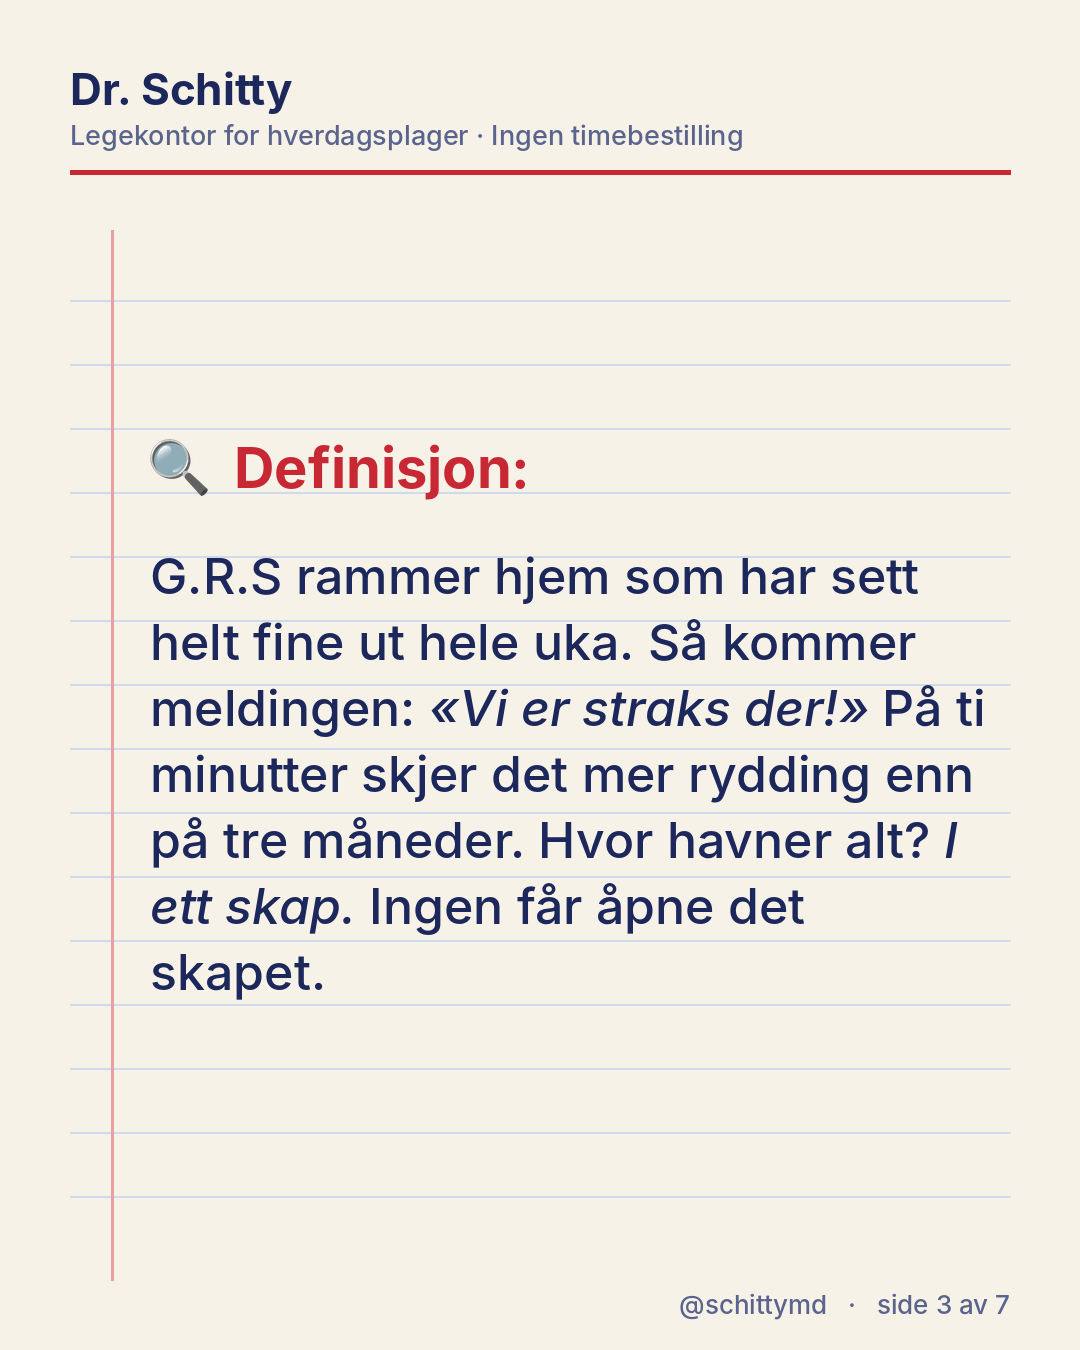 Dr. Schitty
Legekontor for hverdagsplager · Ingen timebestilling
🔍 Definisjon:
G.R.S rammer hjem som har sett
helt fine ut hele uka. Så kommer
meldingen: «Vi er straks der!» På ti
minutter skjer det mer rydding enn
på tre måneder. Hvor havner alt? I
ett skap. Ingen får åpne det
skapet.
@schittymd · side 3 av 7